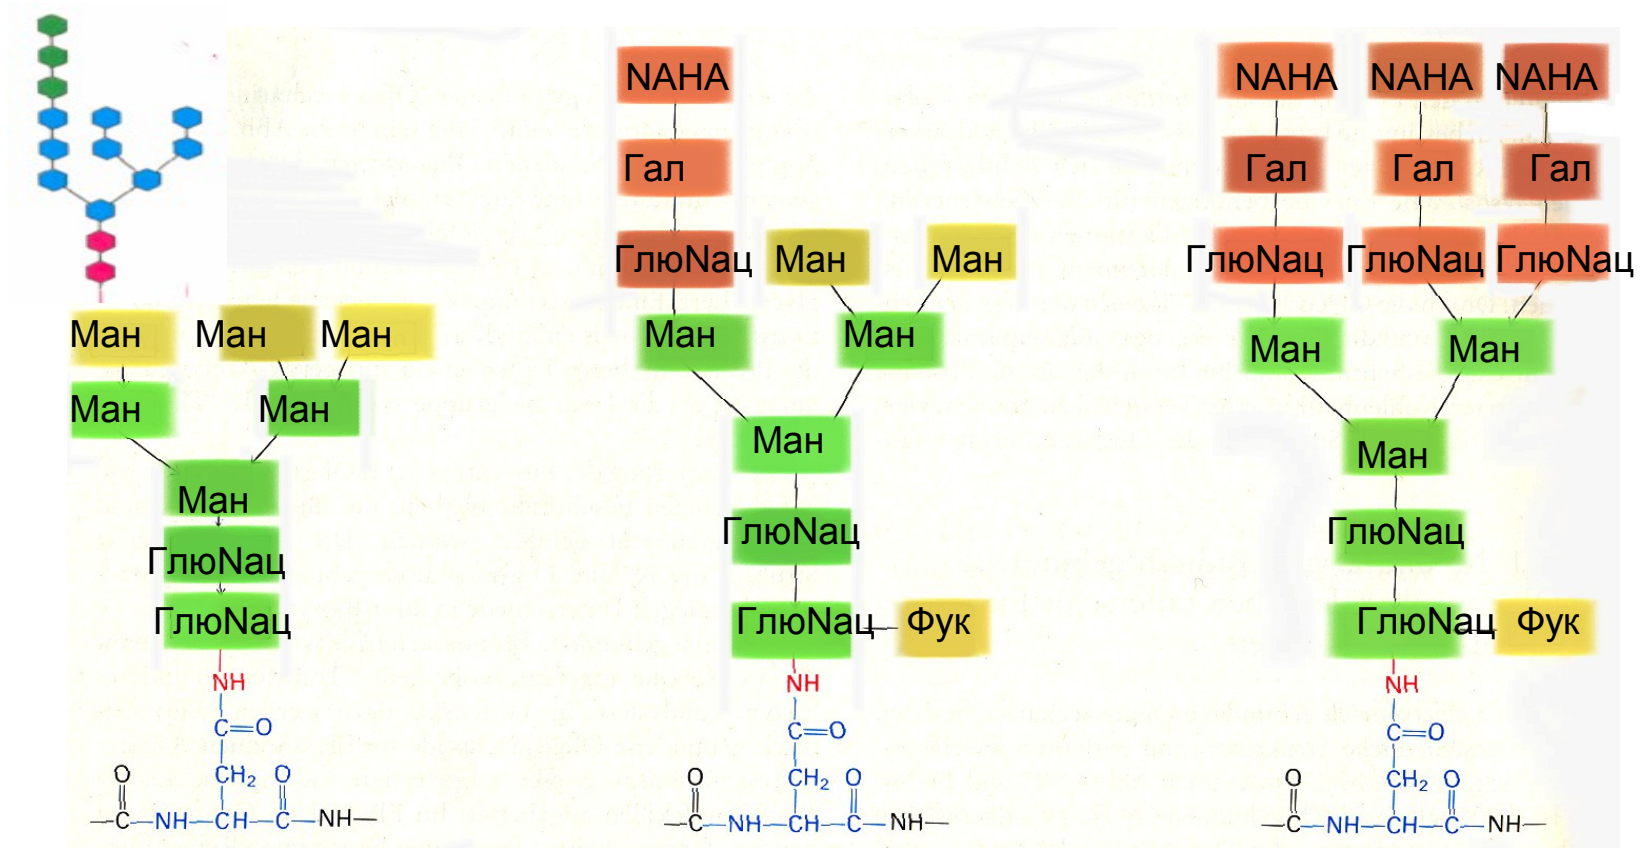 NAHA NAHA NAHA NAHA
Гал Гал Гал Гал
ГлюNац Ман Ман ГлюNац ГлюNац ГлюNац
Ман Ман Ман Ман Ман Ман Ман
Ман Ман
Ман Ман
Ман
ГлюNац ГлюNац
ГлюNац
ГлюNац ГлюNац Фук ГлюNац Фук
NH NH NH
C=O C=O C=O
O CH₂ O O CH₂ O O CH₂ O
—C—NH—CH—C—NH— —C—NH—CH—C—NH— —C—NH—CH—C—NH—